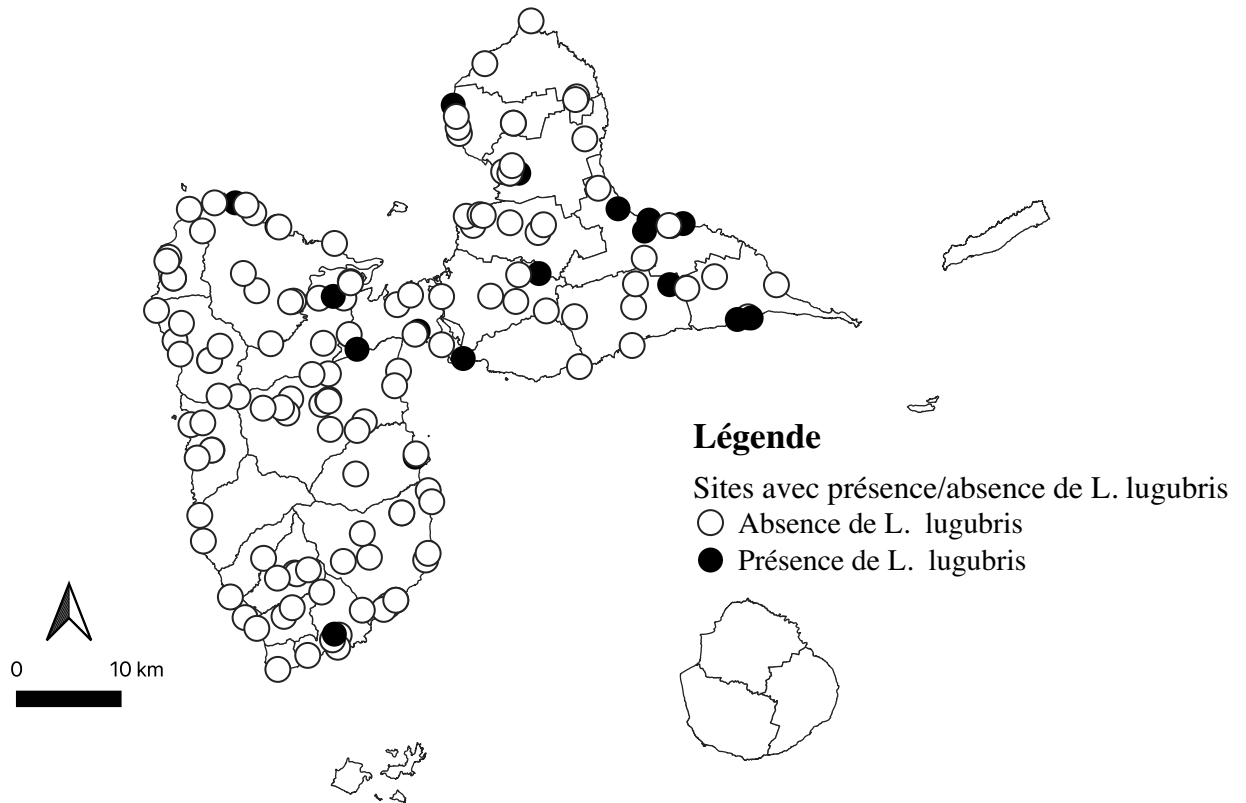 Légende
Sites avec présence/absence de L. lugubris
Absence de L. lugubris
Présence de L. lugubris
0 10 km